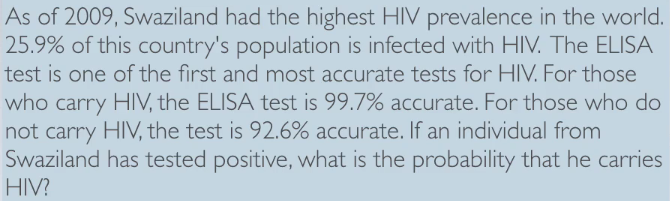 As of 2009, Swaziland had the highest HIV prevalence in the world.
25.9% of this country's population is infected with HIV. The ELISA
test is one of the first and most accurate tests for HIV. For those
who carry HIV, the ELISA test is 99.7% accurate. For those who do
not carry HIV, the test is 92.6% accurate. If an individual from
Swaziland has tested positive, what is the probability that he carries
HIV?